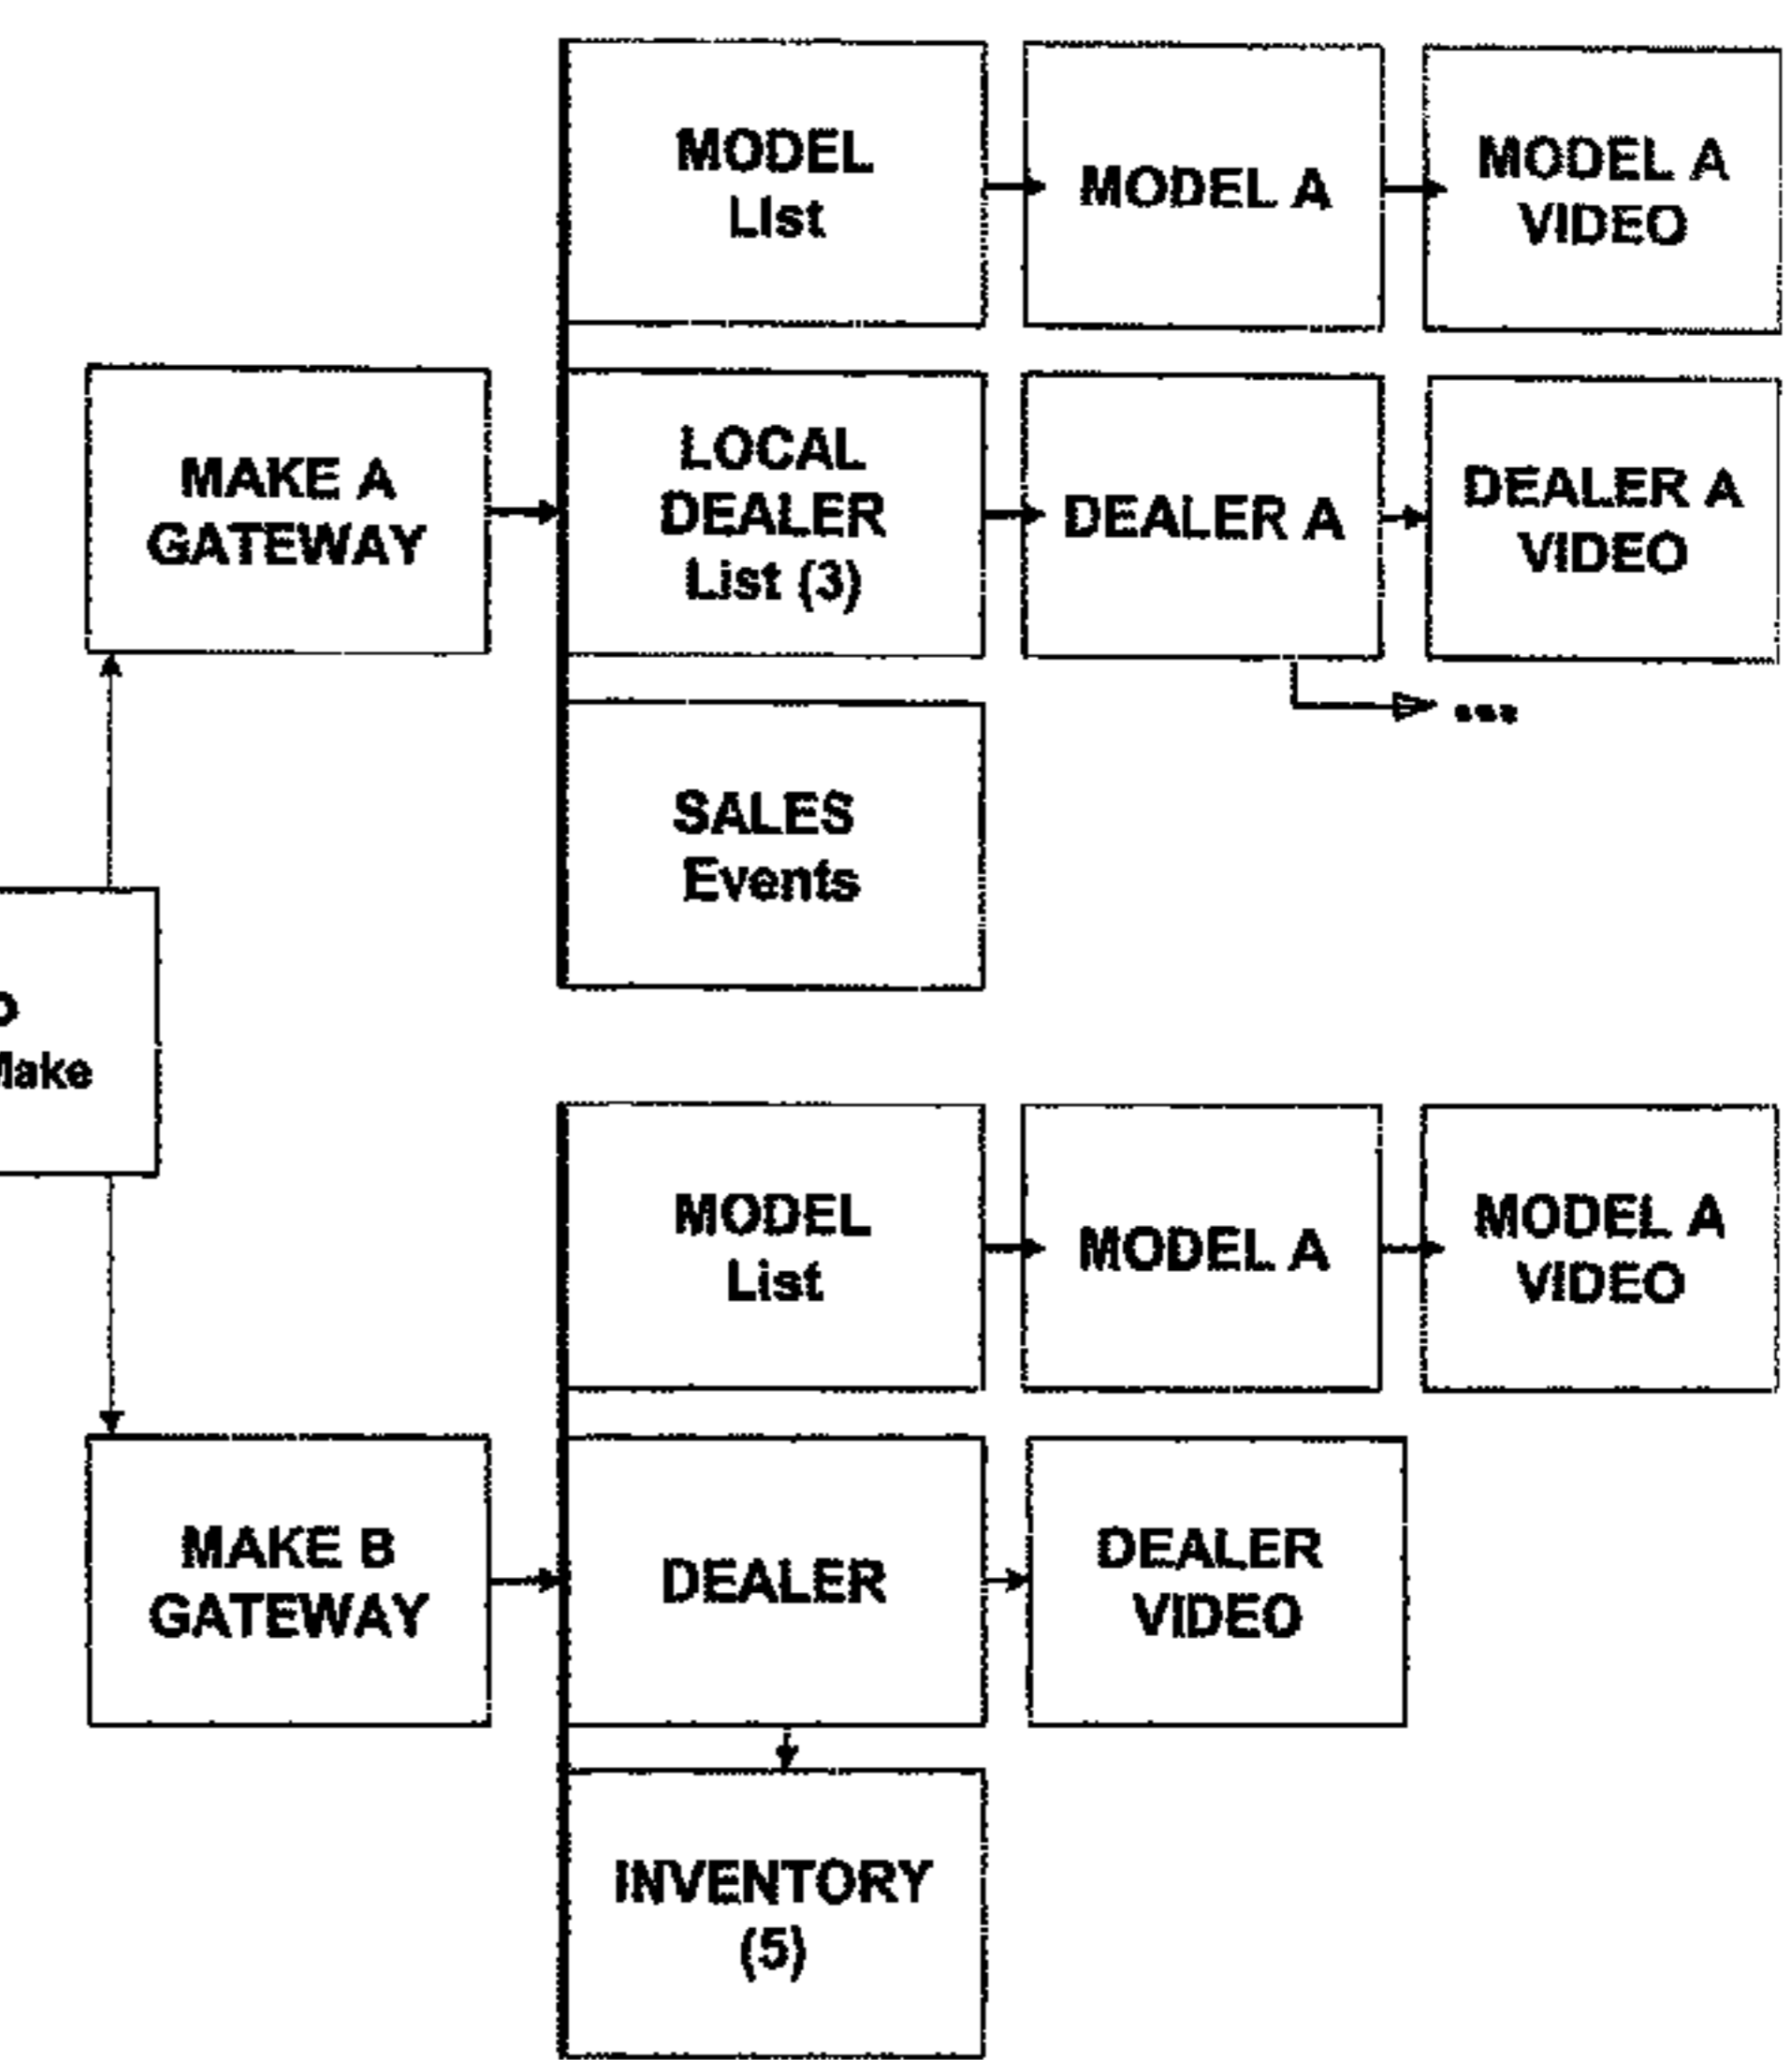 MODEL
List
MODEL A
MODEL A
VIDEO
MAKE A
GATEWAY
LOCAL
DEALER
List (3)
DEALER A
DEALER A
VIDEO
...
SALES
Events
MODEL
List
MODEL A
MODEL A
VIDEO
MAKE B
GATEWAY
DEALER
DEALER
VIDEO
INVENTORY
(5)